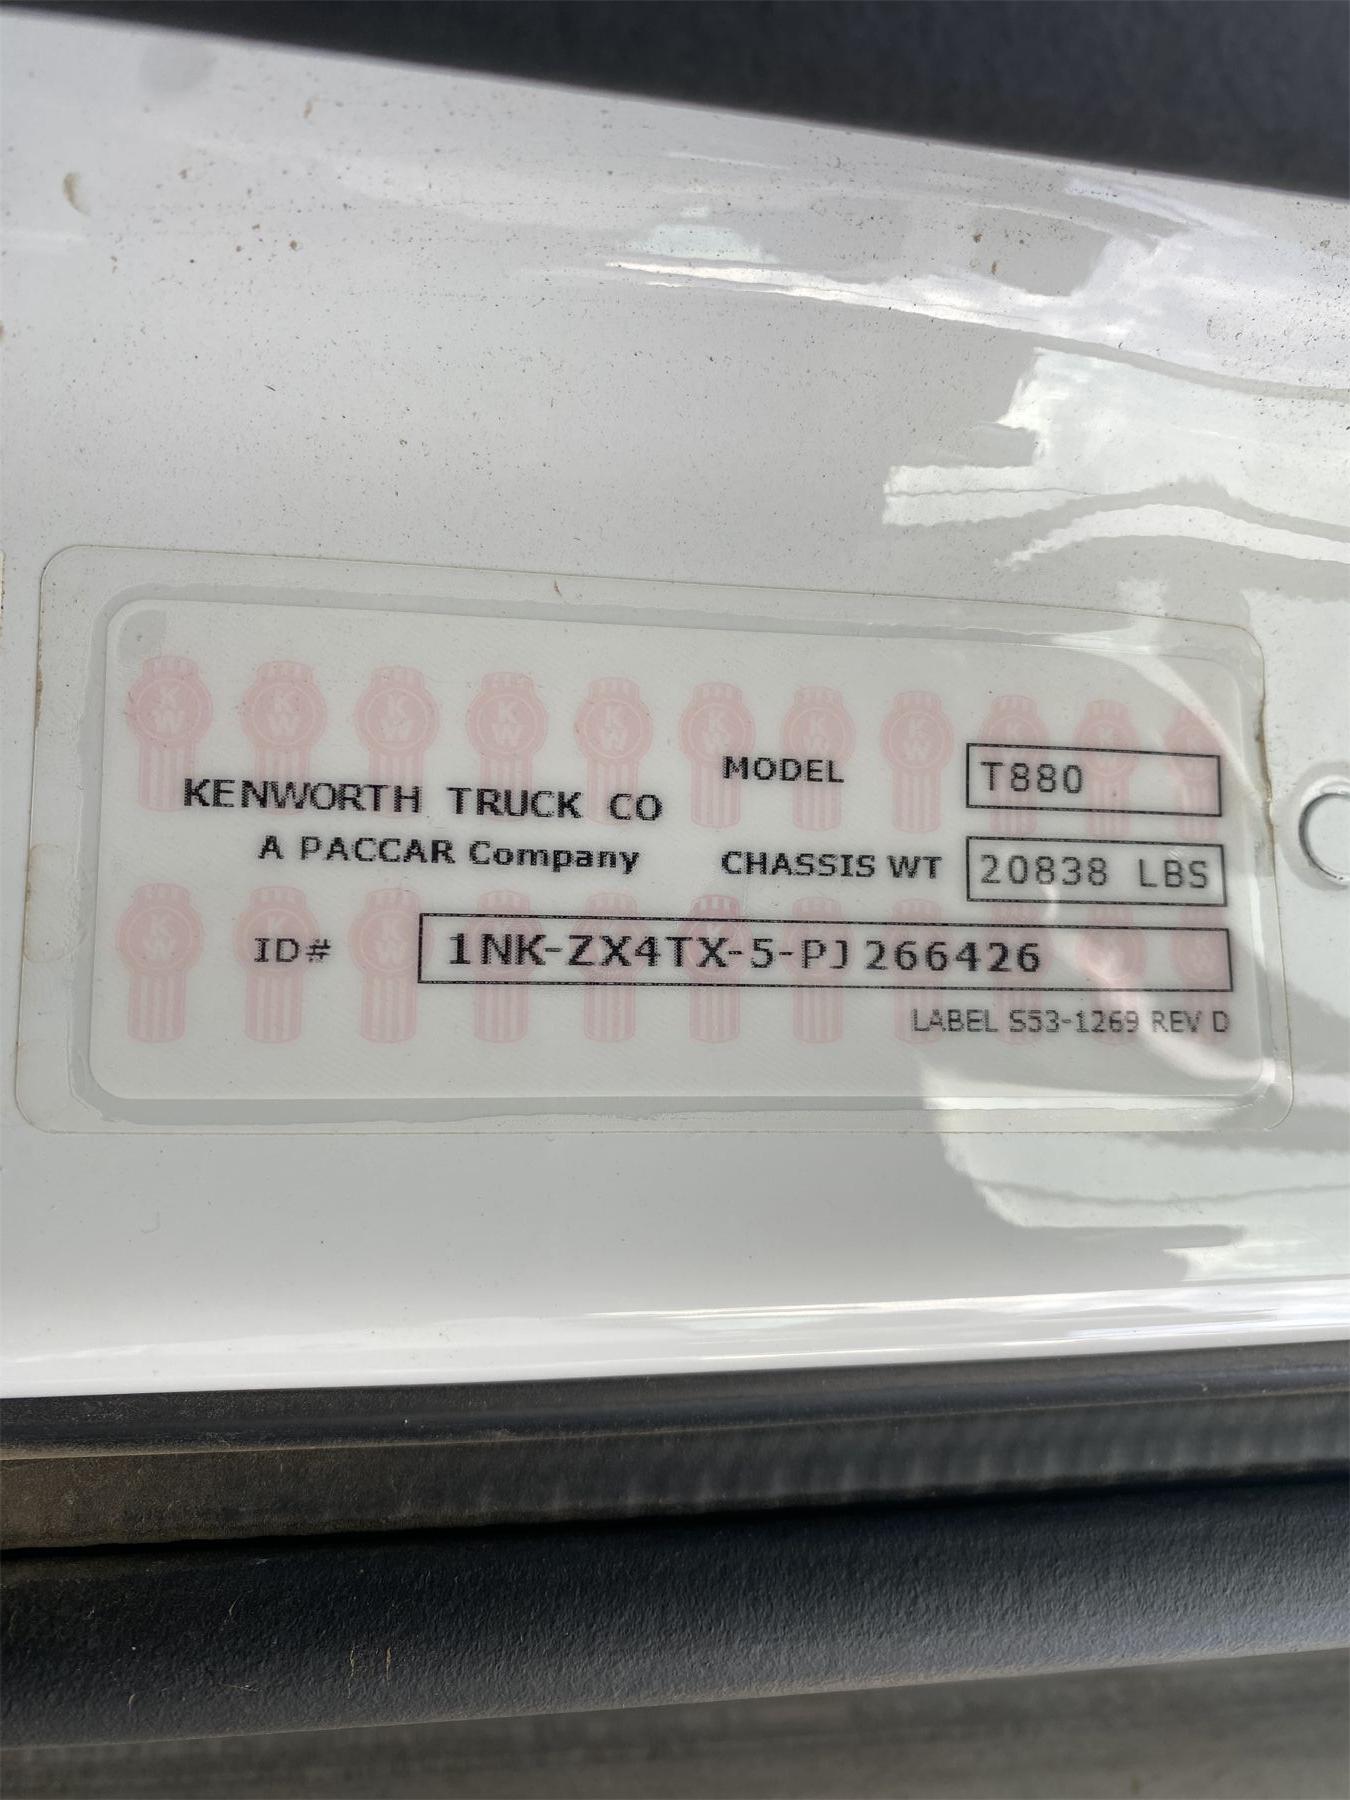 MODEL T880
KENWORTH TRUCK CO
A PACCAR Company
CHASSIS WT 20838 LBS
ID# 1NK-ZX4TX-5-PJ266426
LABEL S53-1269 REV D